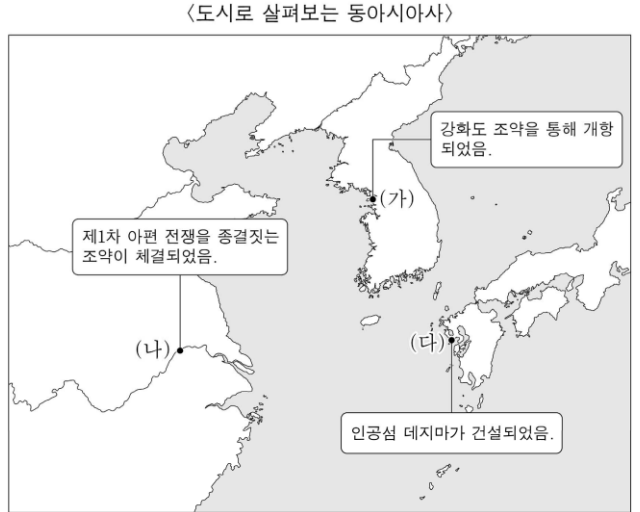 〈도시로 살펴보는 동아시아사〉
강화도 조약을 통해 개항
되었음.
(가)
제1차 아편 전쟁을 종결짓는
조약이 체결되었음.
(나)
(다)
인공섬 데지마가 건설되었음.